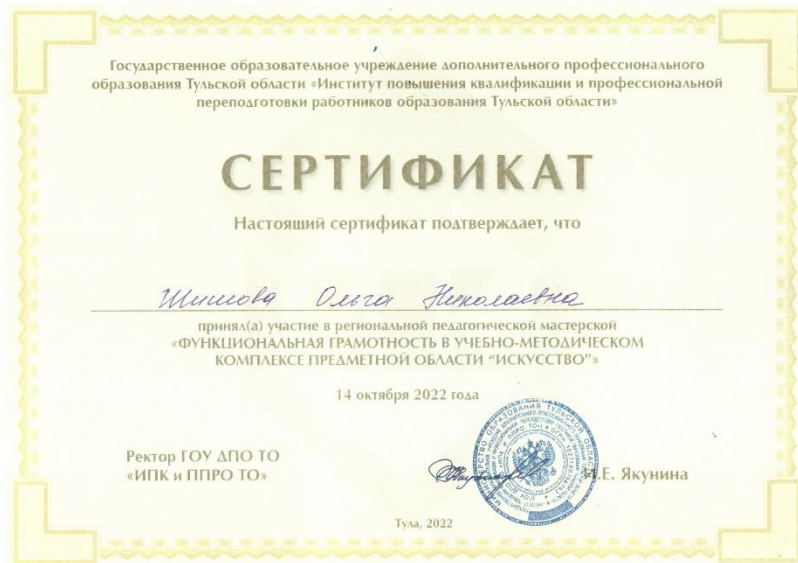 Государственное образовательное учреждение дополнительного профессионального
образования Тульской области «Институт повышения квалификации и профессиональной
переподготовки работников образования Тульской области»
СЕРТИФИКАТ
Настоящий сертификат подтверждает, что
Ольга Николаевна
принял(а) участие в региональной педагогической мастерской
«ФУНКЦИОНАЛЬНАЯ ГРАМОТНОСТЬ В УЧЕБНО-МЕТОДИЧЕСКОМ
КОМПЛЕКСЕ ПРЕДМЕТНОЙ ОБЛАСТИ "ИСКУССТВО"»
14 октября 2022 года
Ректор ГОУ ДПО ТО
«ИПК и ППРО ТО»
И.Е. Якунина
Тула, 2022